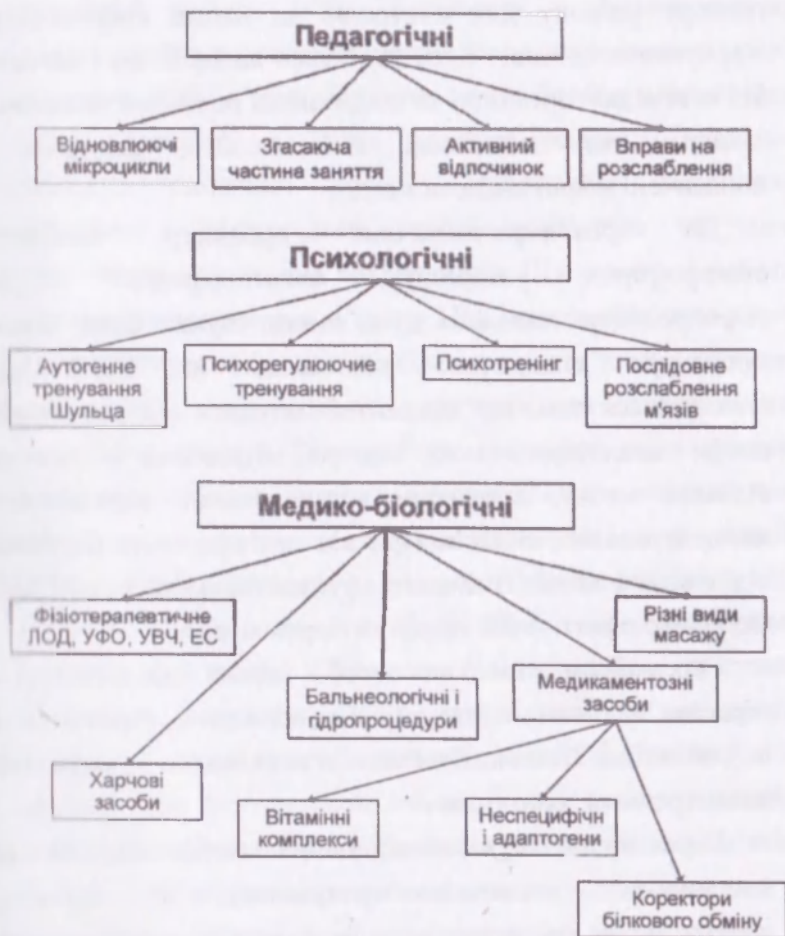 Педагогічні
Відновлюючі
мікроцикли
Згасаюча
частина заняття
Активний
відпочинок
Вправи на
розслаблення
Психологічні
Аутогенне
тренування
Шульца
Психорегулюючие
тренування
Психотренінг
Послідовне
розслаблення
м'язів
Медико-біологічні
Фізіотерапевтичне
ЛОД, УФО, УВЧ, ЕС
Різні види
масажу
Бальнеологічні і
гідропроцедури
Медикаментозні
засоби
Харчові
засоби
Вітамінні
комплекси
Неспецифічн
і адаптогени
Коректори
білкового обміну